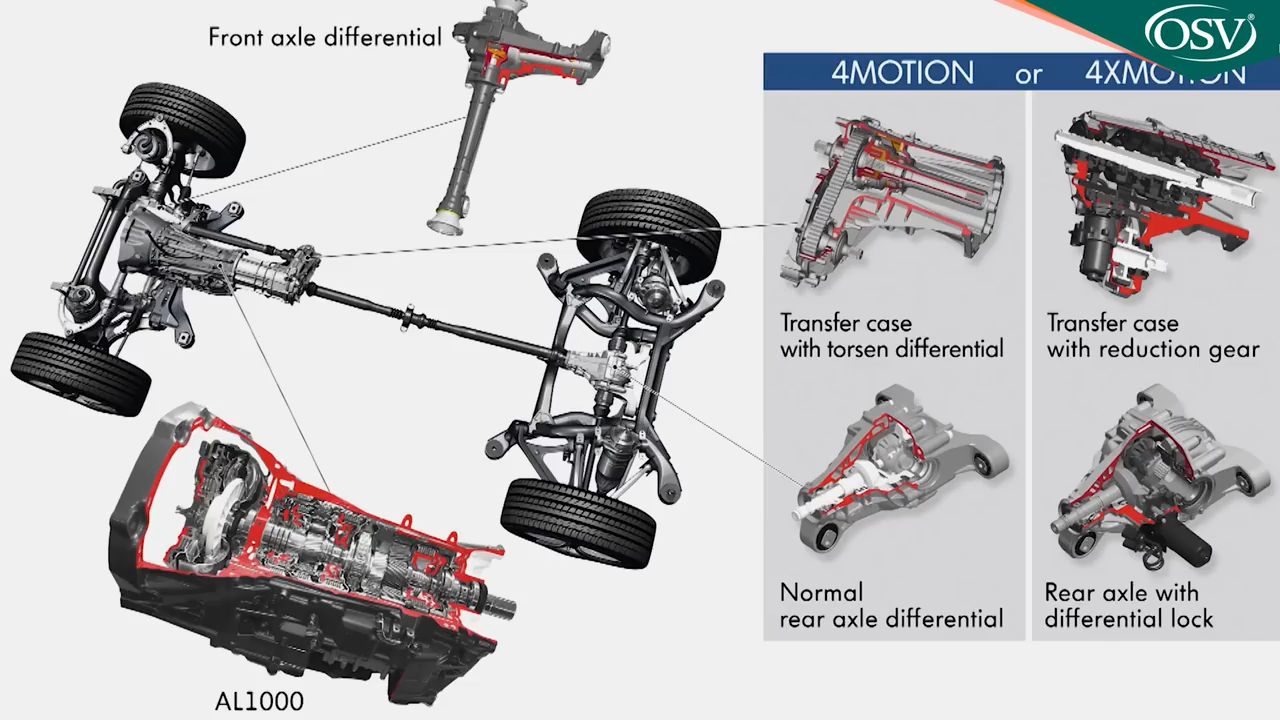 Front axle differential
OSV®
4MOTION or 4XMOTION
Transfer case
with torsen differential
Transfer case
with reduction gear
Normal
rear axle differential
Rear axle with
differential lock
AL1000